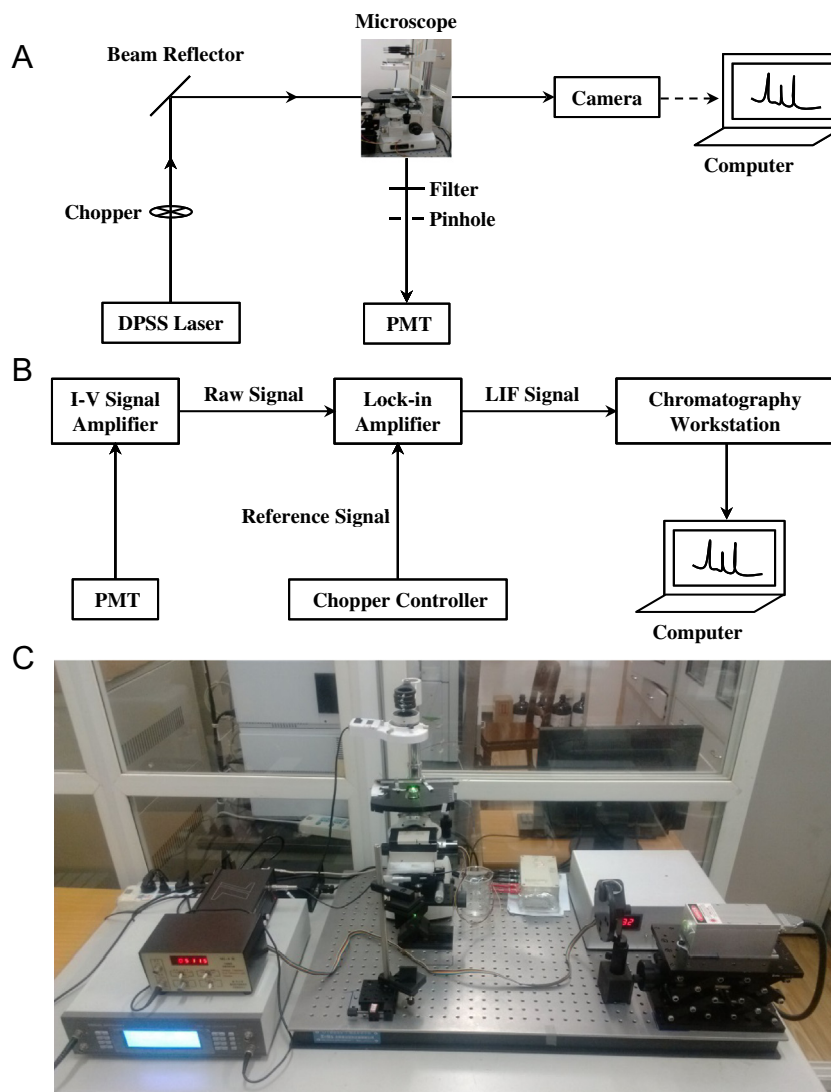 A
Microscope
Beam Reflector
Camera
Computer
Filter
Chopper
Pinhole
DPSS Laser
PMT
B
I-V Signal
Amplifier
Raw Signal
Lock-in
Amplifier
LIF Signal
Chromatography
Workstation
Reference Signal
PMT
Chopper Controller
Computer
C
32